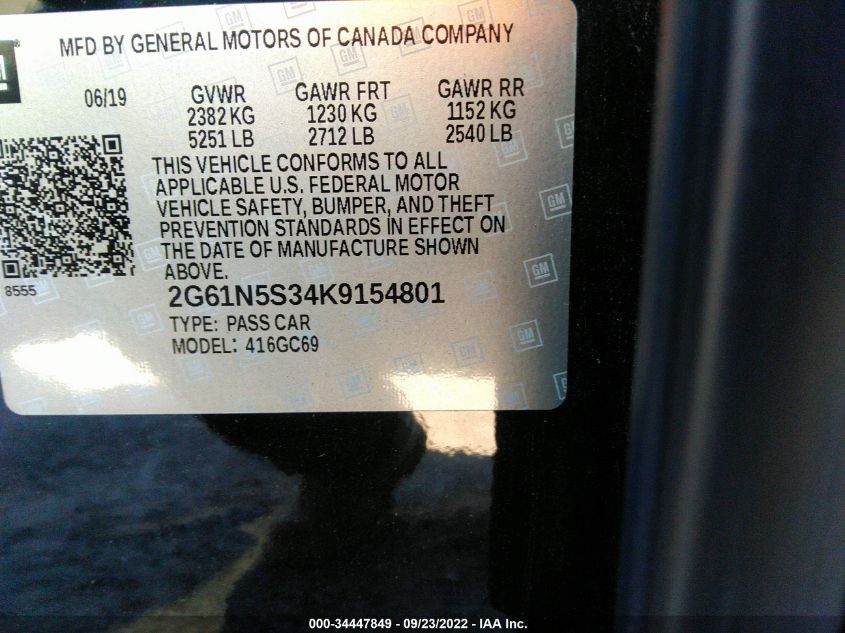 MFD BY GENERAL MOTORS OF CANADA COMPANY
06/19 GVWR GAWR FRT GAWR RR
2382 KG 1230 KG 1152 KG
5251 LB 2712 LB 2540 LB
THIS VEHICLE CONFORMS TO ALL
APPLICABLE U.S. FEDERAL MOTOR
VEHICLE SAFETY, BUMPER, AND THEFT
PREVENTION STANDARDS IN EFFECT ON
THE DATE OF MANUFACTURE SHOWN
ABOVE.
8555 2G61N5S34K9154801
TYPE: PASS CAR
MODEL: 416GC69
000-34447849 - 09/23/2022 - IAA Inc.